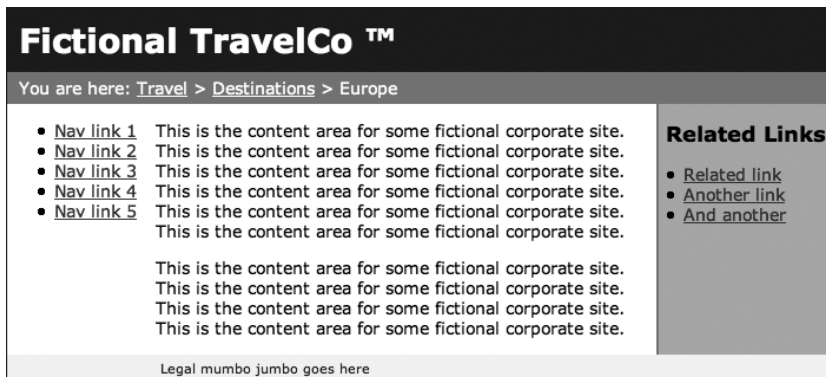 Fictional TravelCo ™
You are here: Travel > Destinations > Europe
• Nav link 1
• Nav link 2
• Nav link 3
• Nav link 4
• Nav link 5
This is the content area for some fictional corporate site.
This is the content area for some fictional corporate site.
This is the content area for some fictional corporate site.
This is the content area for some fictional corporate site.
This is the content area for some fictional corporate site.
This is the content area for some fictional corporate site.
This is the content area for some fictional corporate site.
This is the content area for some fictional corporate site.
This is the content area for some fictional corporate site.
This is the content area for some fictional corporate site.
Related Links
• Related link
• Another link
• And another
Legal mumbo jumbo goes here